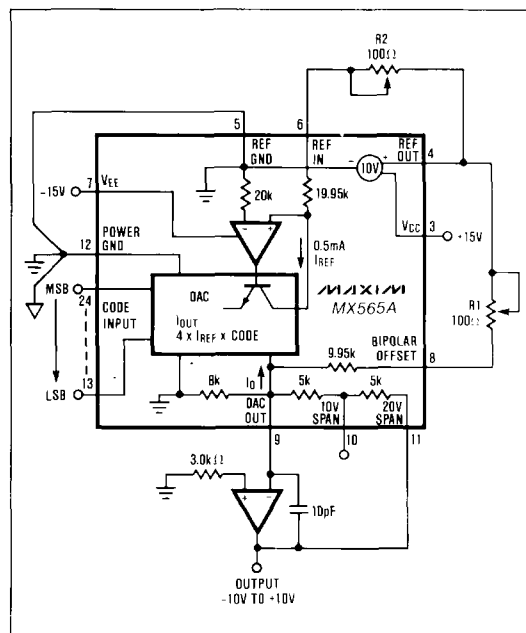 R2
100Ω
5
6
REF
GND
REF
IN
REF
OUT
4
10V
- +
-15V
7
VEE
20k
19.95k
VCC
3
+15V
POWER
GND
12
- +
0.5mA
IREF
MAXIM
MX565A
MSB
24
CODE
INPUT
DAC
IOUT
4 x IREF x CODE
R1
100Ω
BIPOLAR
OFFSET
8
9.95k
13
LSB
8k
IO
5k
5k
DAC
OUT
10V
SPAN
20V
SPAN
9
10
11
3.0kΩ
+ -
10pF
OUTPUT
-10V TO +10V